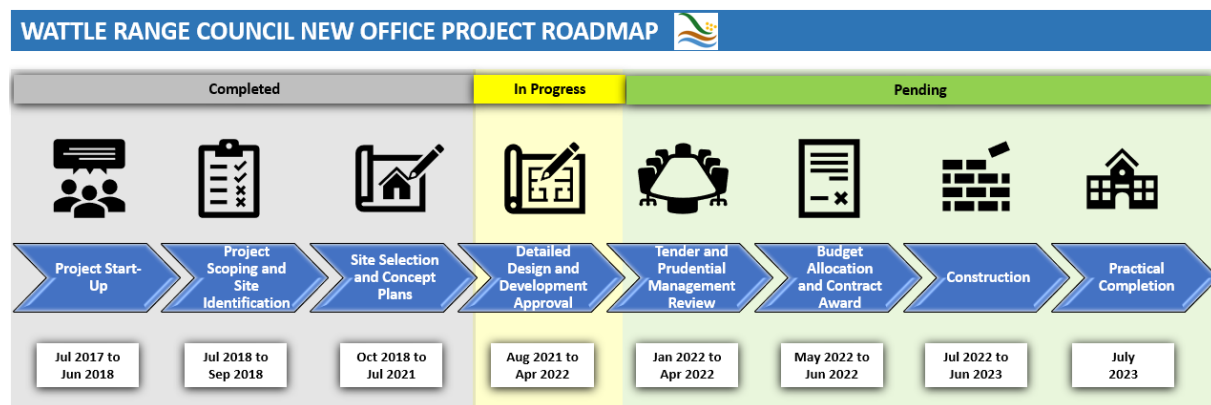 WATTLE RANGE COUNCIL NEW OFFICE PROJECT ROADMAP
Completed
In Progress
Pending
Project Start-
Up
Project
Scoping and
Site
Identification
Site Selection
and Concept
Plans
Detailed
Design and
Development
Approval
Tender and
Prudential
Management
Review
Budget
Allocation
and Contract
Award
Construction
Practical
Completion
Jul 2017 to
Jun 2018
Jul 2018 to
Sep 2018
Oct 2018 to
Jul 2021
Aug 2021 to
Apr 2022
Jan 2022 to
Apr 2022
May 2022 to
Jun 2022
Jul 2022 to
Jun 2023
July
2023